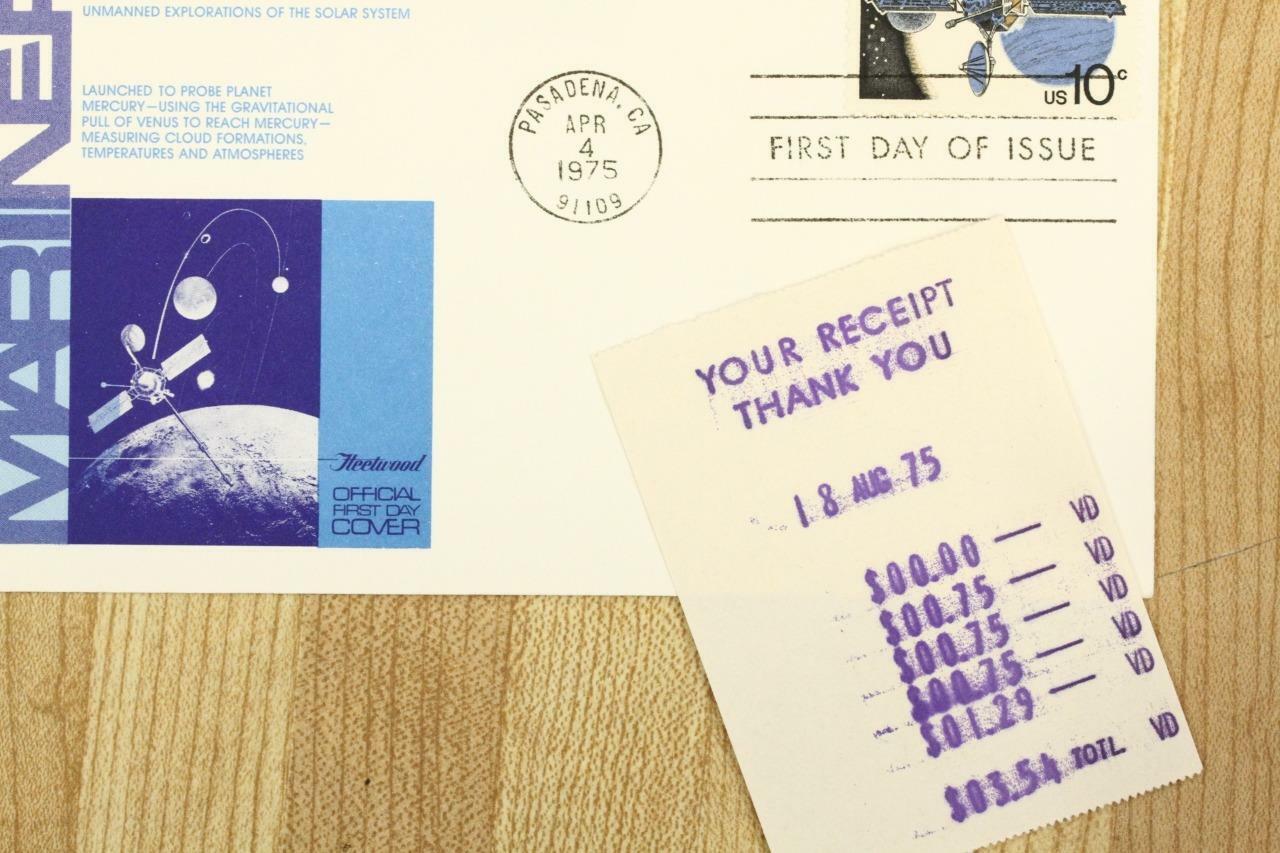 UNMANNED EXPLORATIONS OF THE SOLAR SYSTEM
LAUNCHED TO PROBE PLANET
MERCURY—USING THE GRAVITATIONAL
PULL OF VENUS TO REACH MERCURY—
MEASURING CLOUD FORMATIONS,
TEMPERATURES AND ATMOSPHERES
MARINER
Fleetwood
OFFICIAL
FIRST DAY
COVER
PASADENA, CA
APR
4
1975
91109
US 10c
FIRST DAY OF ISSUE
YOUR RECEIPT
THANK YOU
18 AUG 75
$00.00 — VD
$00.75 — VD
$00.75 — VD
$00.75 — VD
$01.29 — VD
$03.54 TOTL VD